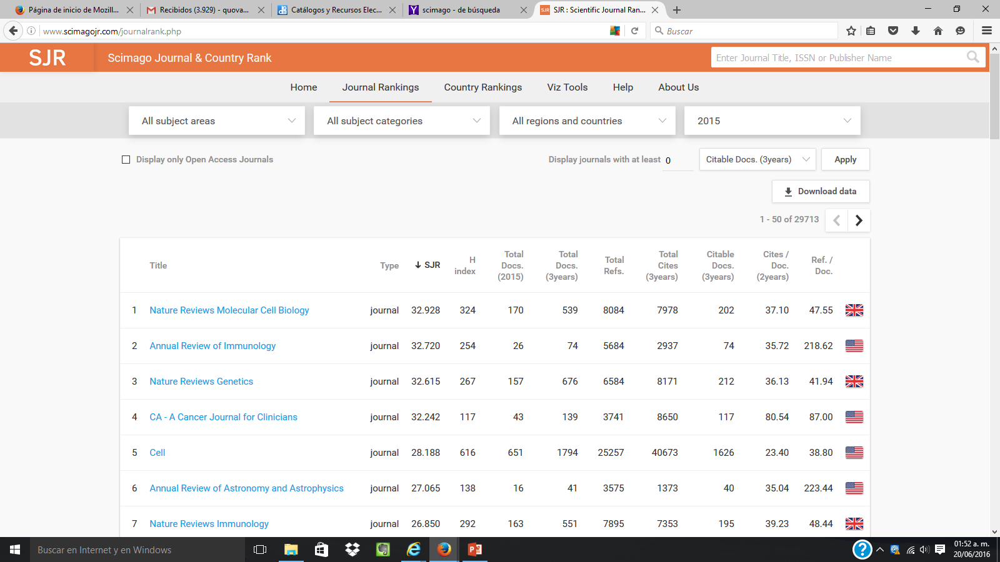 Página de inicio de Mozill...
Recibidos (3.929) - quova...
Catálogos y Recursos Elec...
scimago - de búsqueda
SJR : Scientific Journal Ran...
www.scimagojr.com/journalrank.php
Buscar
SJR
Scimago Journal & Country Rank
Enter Journal Title, ISSN or Publisher Name
Home Journal Rankings Country Rankings Viz Tools Help About Us
All subject areas All subject categories All regions and countries 2015
Display only Open Access Journals
Display journals with at least 0 Citable Docs. (3years) Apply
Download data
1 - 50 of 29713
Title Type SJR H index Total Docs. (2015) Total Docs. (3years) Total Refs. Total Cites (3years) Citable Docs. (3years) Cites / Doc. (2years) Ref. / Doc.
1 Nature Reviews Molecular Cell Biology journal 32.928 324 170 539 8084 7978 202 37.10 47.55
2 Annual Review of Immunology journal 32.720 254 26 74 5684 2937 74 35.72 218.62
3 Nature Reviews Genetics journal 32.615 267 157 676 6584 8171 212 36.13 41.94
4 CA - A Cancer Journal for Clinicians journal 32.242 117 43 139 3741 8650 117 80.54 87.00
5 Cell journal 28.188 616 651 1794 25257 40673 1626 23.40 38.80
6 Annual Review of Astronomy and Astrophysics journal 27.065 138 16 41 3575 1373 40 35.04 223.44
7 Nature Reviews Immunology journal 26.850 292 163 551 7895 7353 195 39.23 48.44
Buscar en Internet y en Windows
01:52 a. m.
20/06/2016